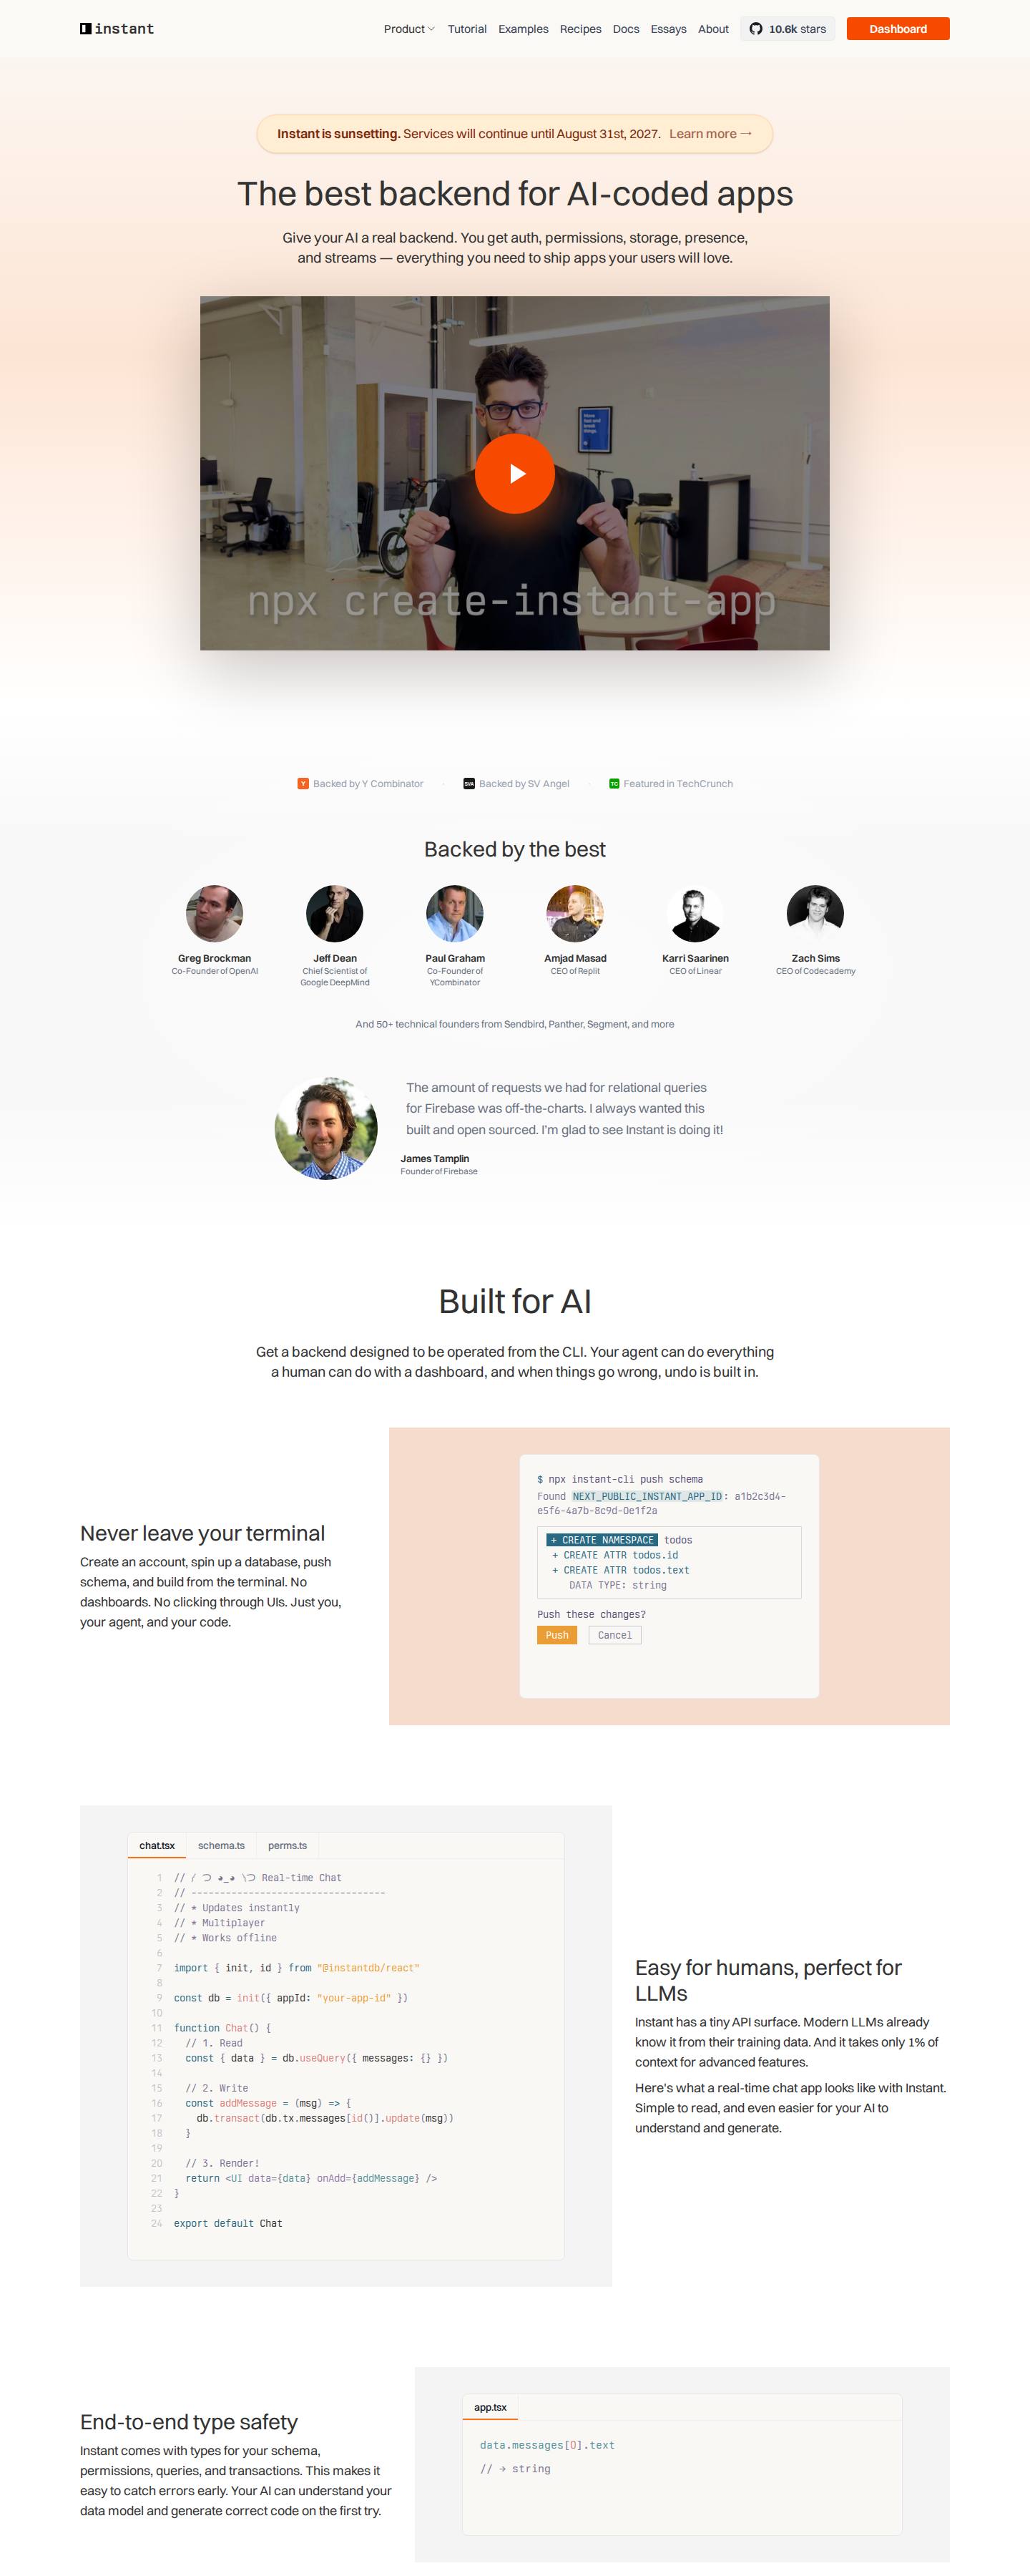 instant
Product
Tutorial
Examples
Recipes
Docs
Essays
About
10.6k stars
Dashboard
Instant is sunsetting. Services will continue until August 31st, 2027. Learn more →
The best backend for AI-coded apps
Give your AI a real backend. You get auth, permissions, storage, presence,
and streams — everything you need to ship apps your users will love.
npx create-instant-app
Backed by Y Combinator
Backed by SV Angel
Featured in TechCrunch
Backed by the best
Greg Brockman
Co-Founder of OpenAI
Jeff Dean
Chief Scientist of
Google DeepMind
Paul Graham
Co-Founder of
YCombinator
Amjad Masad
CEO of Replit
Karri Saarinen
CEO of Linear
Zach Sims
CEO of Codecademy
And 50+ technical founders from Sendbird, Panther, Segment, and more
The amount of requests we had for relational queries
for Firebase was off-the-charts. I always wanted this
built and open sourced. I'm glad to see Instant is doing it!
James Tamplin
Founder of Firebase
Built for AI
Get a backend designed to be operated from the CLI. Your agent can do everything
a human can do with a dashboard, and when things go wrong, undo is built in.
Never leave your terminal
Create an account, spin up a database, push
schema, and build from the terminal. No
dashboards. No clicking through UIs. Just you,
your agent, and your code.
$ npx instant-cli push schema
Found NEXT_PUBLIC_INSTANT_APP_ID: a1b2c3d4-
e5f6-4a7b-8c9d-0e1f2a
+ CREATE NAMESPACE todos
+ CREATE ATTR todos.id
+ CREATE ATTR todos.text
DATA TYPE: string
Push these changes?
Push
Cancel
chat.tsx
schema.ts
perms.ts
1 // ༼ つ ◕_◕ ༽つ Real-time Chat
2 // ----------------------------------
3 // * Updates instantly
4 // * Multiplayer
5 // * Works offline
6
7 import { init, id } from "@instantdb/react"
8
9 const db = init({ appId: "your-app-id" })
10
11 function Chat() {
12 // 1. Read
13 const { data } = db.useQuery({ messages: {} })
14
15 // 2. Write
16 const addMessage = (msg) => {
17 db.transact(db.tx.messages[id()].update(msg))
18 }
19
20 // 3. Render!
21 return <UI data={data} onAdd={addMessage} />
22 }
23
24 export default Chat
Easy for humans, perfect for
LLMs
Instant has a tiny API surface. Modern LLMs already
know it from their training data. And it takes only 1% of
context for advanced features.
Here's what a real-time chat app looks like with Instant.
Simple to read, and even easier for your AI to
understand and generate.
End-to-end type safety
Instant comes with types for your schema,
permissions, queries, and transactions. This makes it
easy to catch errors early. Your AI can understand your
data model and generate correct code on the first try.
app.tsx
data.messages[0].text
// → string